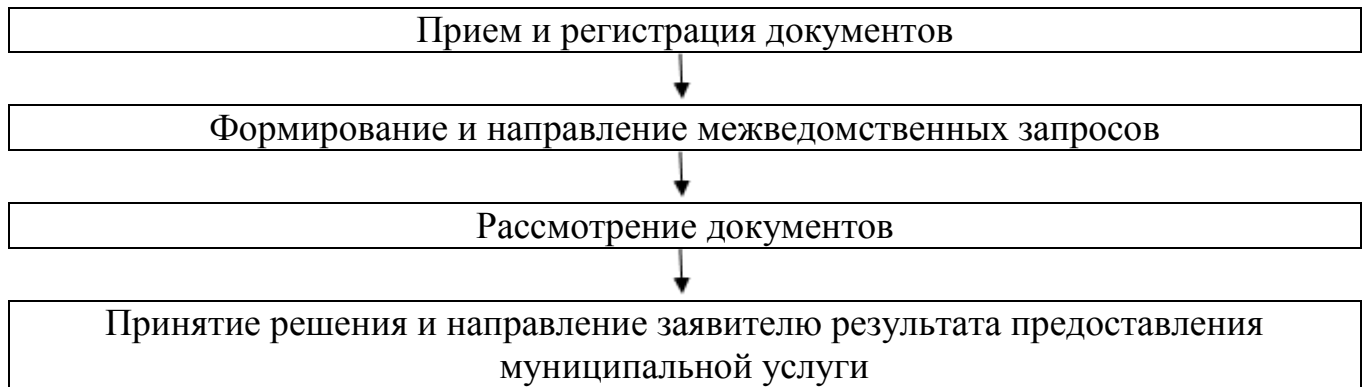 Прием и регистрация документов
Формирование и направление межведомственных запросов
Рассмотрение документов
Принятие решения и направление заявителю результата предоставления
муниципальной услуги